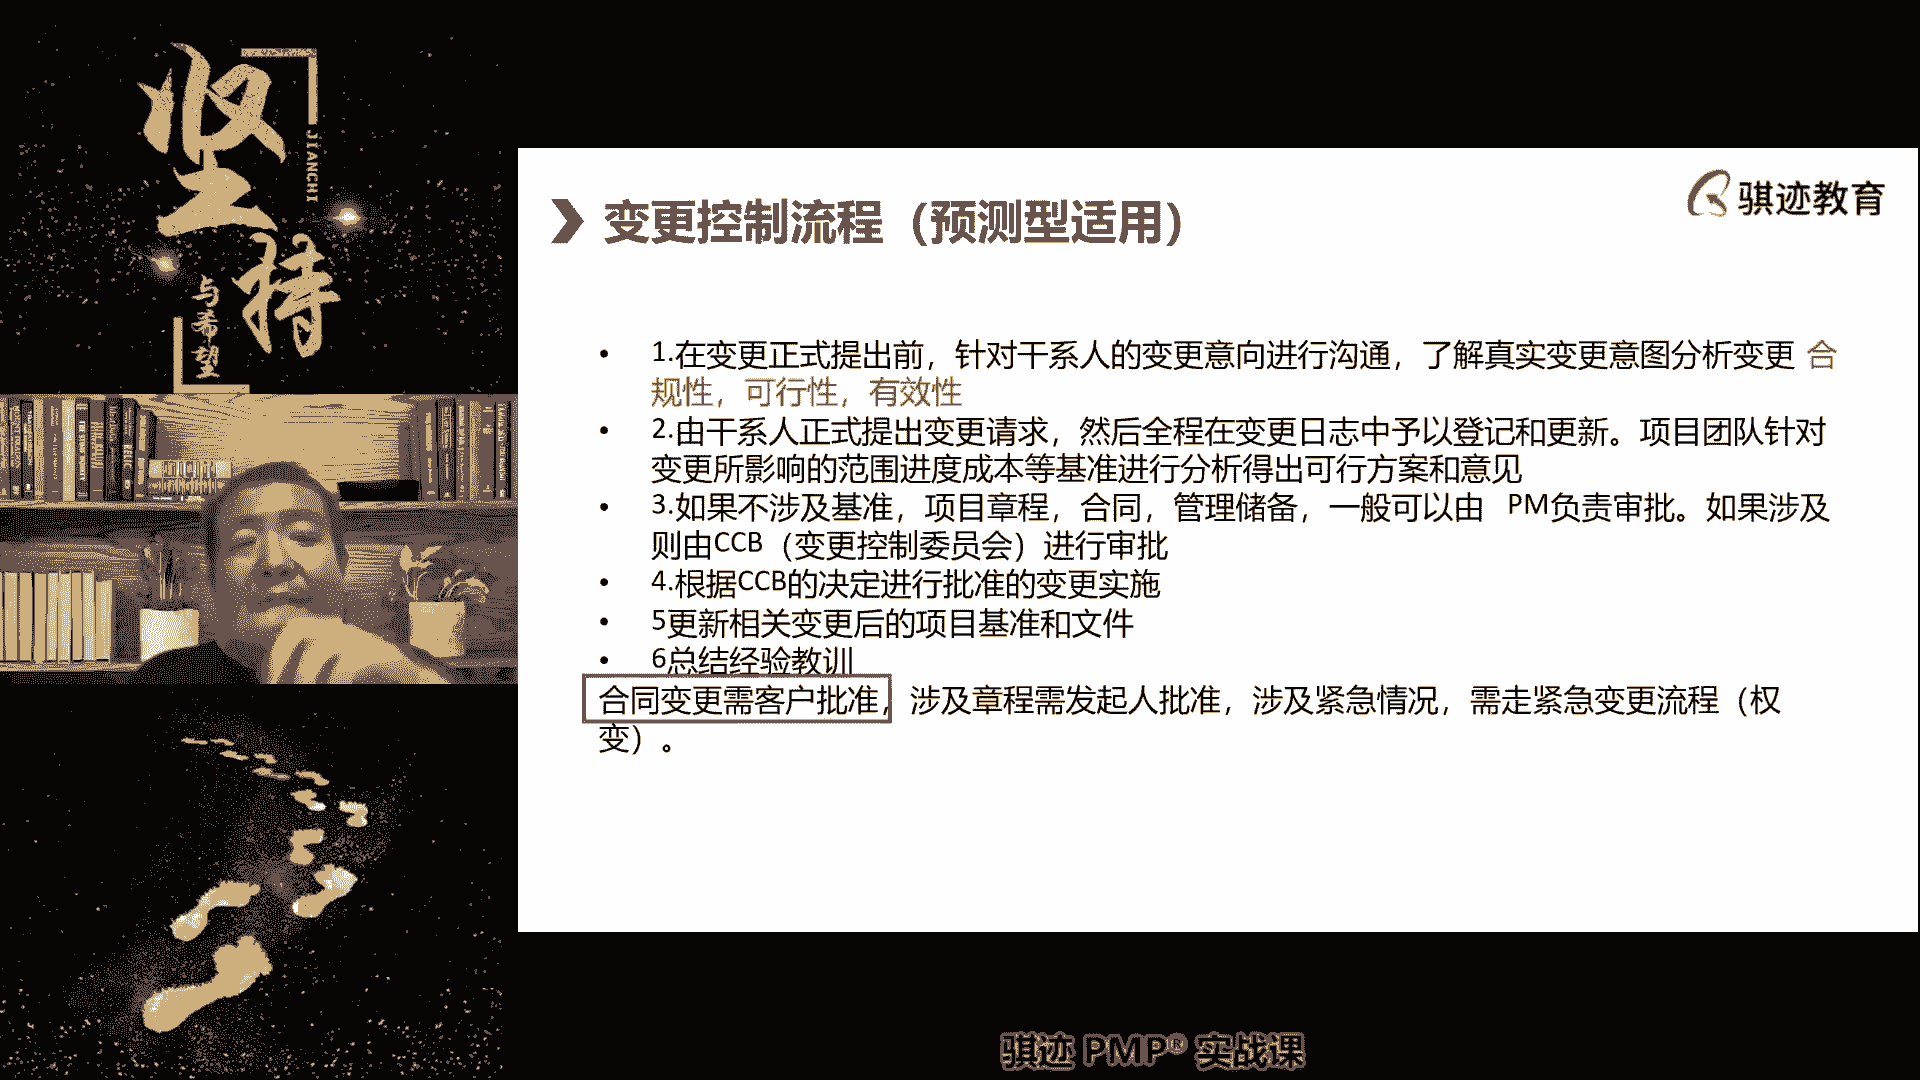 坚持
JIANCHI
与希望
骐迹教育
变更控制流程（预测型适用）
• 1.在变更正式提出前，针对干系人的变更意向进行沟通，了解真实变更意图分析变更 合
规性，可行性，有效性
• 2.由干系人正式提出变更请求，然后全程在变更日志中予以登记和更新。项目团队针对
变更所影响的范围进度成本等基准进行分析得出可行方案和意见
• 3.如果不涉及基准，项目章程，合同，管理储备，一般可以由 PM负责审批。如果涉及
则由CCB（变更控制委员会）进行审批
• 4.根据CCB的决定进行批准的变更实施
• 5更新相关变更后的项目基准和文件
• 6总结经验教训
合同变更需客户批准，涉及章程需发起人批准，涉及紧急情况，需走紧急变更流程（权
变）。
骐迹 PMP® 实战课